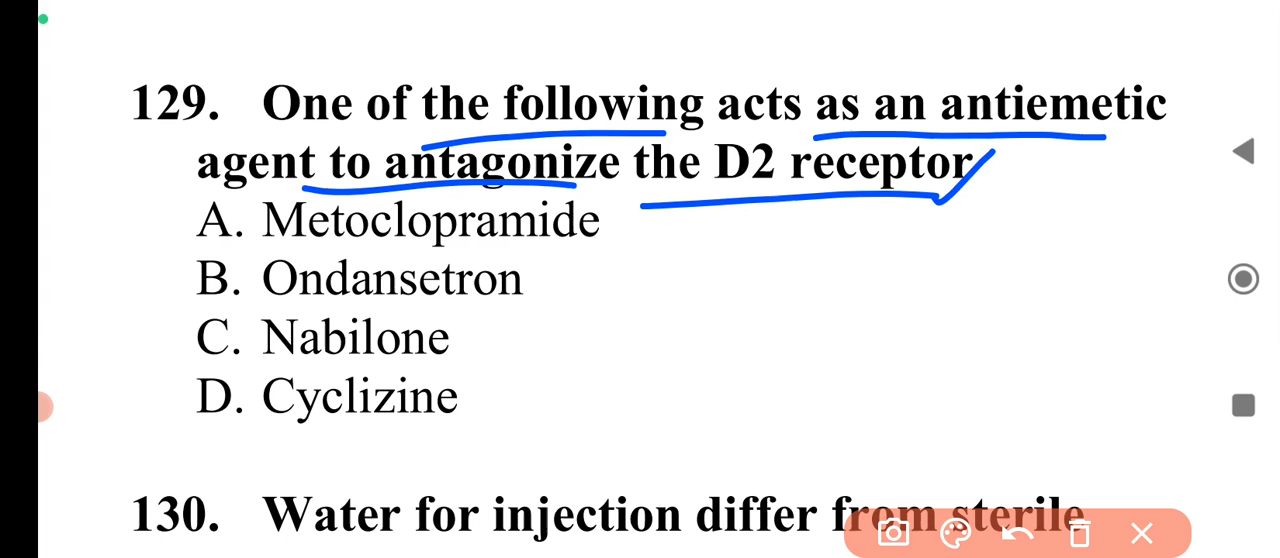 129. One of the following acts as an antiemetic
agent to antagonize the D2 receptor
A. Metoclopramide
B. Ondansetron
C. Nabilone
D. Cyclizine
130. Water for injection differ from sterile